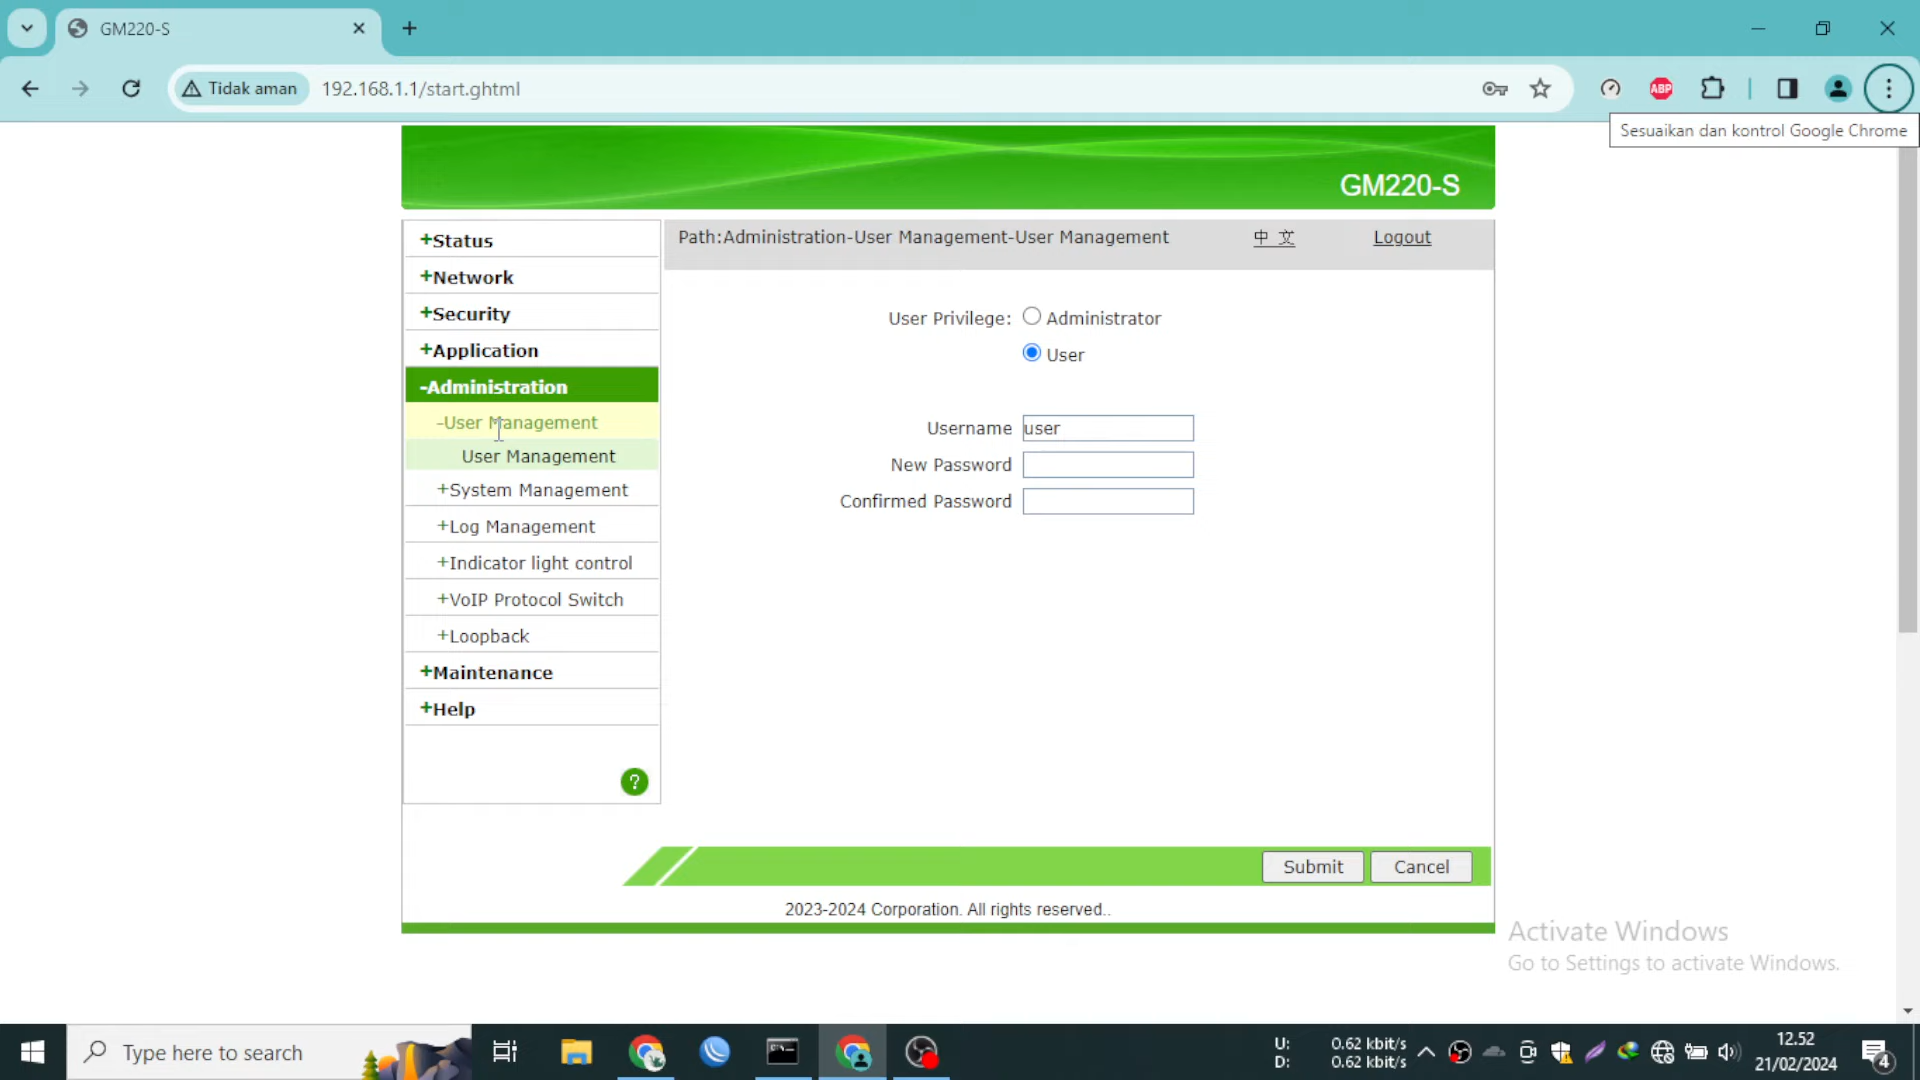 GM220-S
Tidak aman
192.168.1.1/start.ghtml
ABP
Sesuaikan dan kontrol Google Chrome
GM220-S
+Status
+Network
+Security
+Application
-Administration
-User Management
User Management
+System Management
+Log Management
+Indicator light control
+VoIP Protocol Switch
+Loopback
+Maintenance
+Help
?
Path:Administration-User Management-User Management
中 文
Logout
User Privilege:
Administrator
User
Username
user
New Password
Confirmed Password
Submit
Cancel
2023-2024 Corporation. All rights reserved..
Activate Windows
Go to Settings to activate Windows.
Type here to search
U: 0.62 kbit/s
D: 0.62 kbit/s
12.52
21/02/2024
4